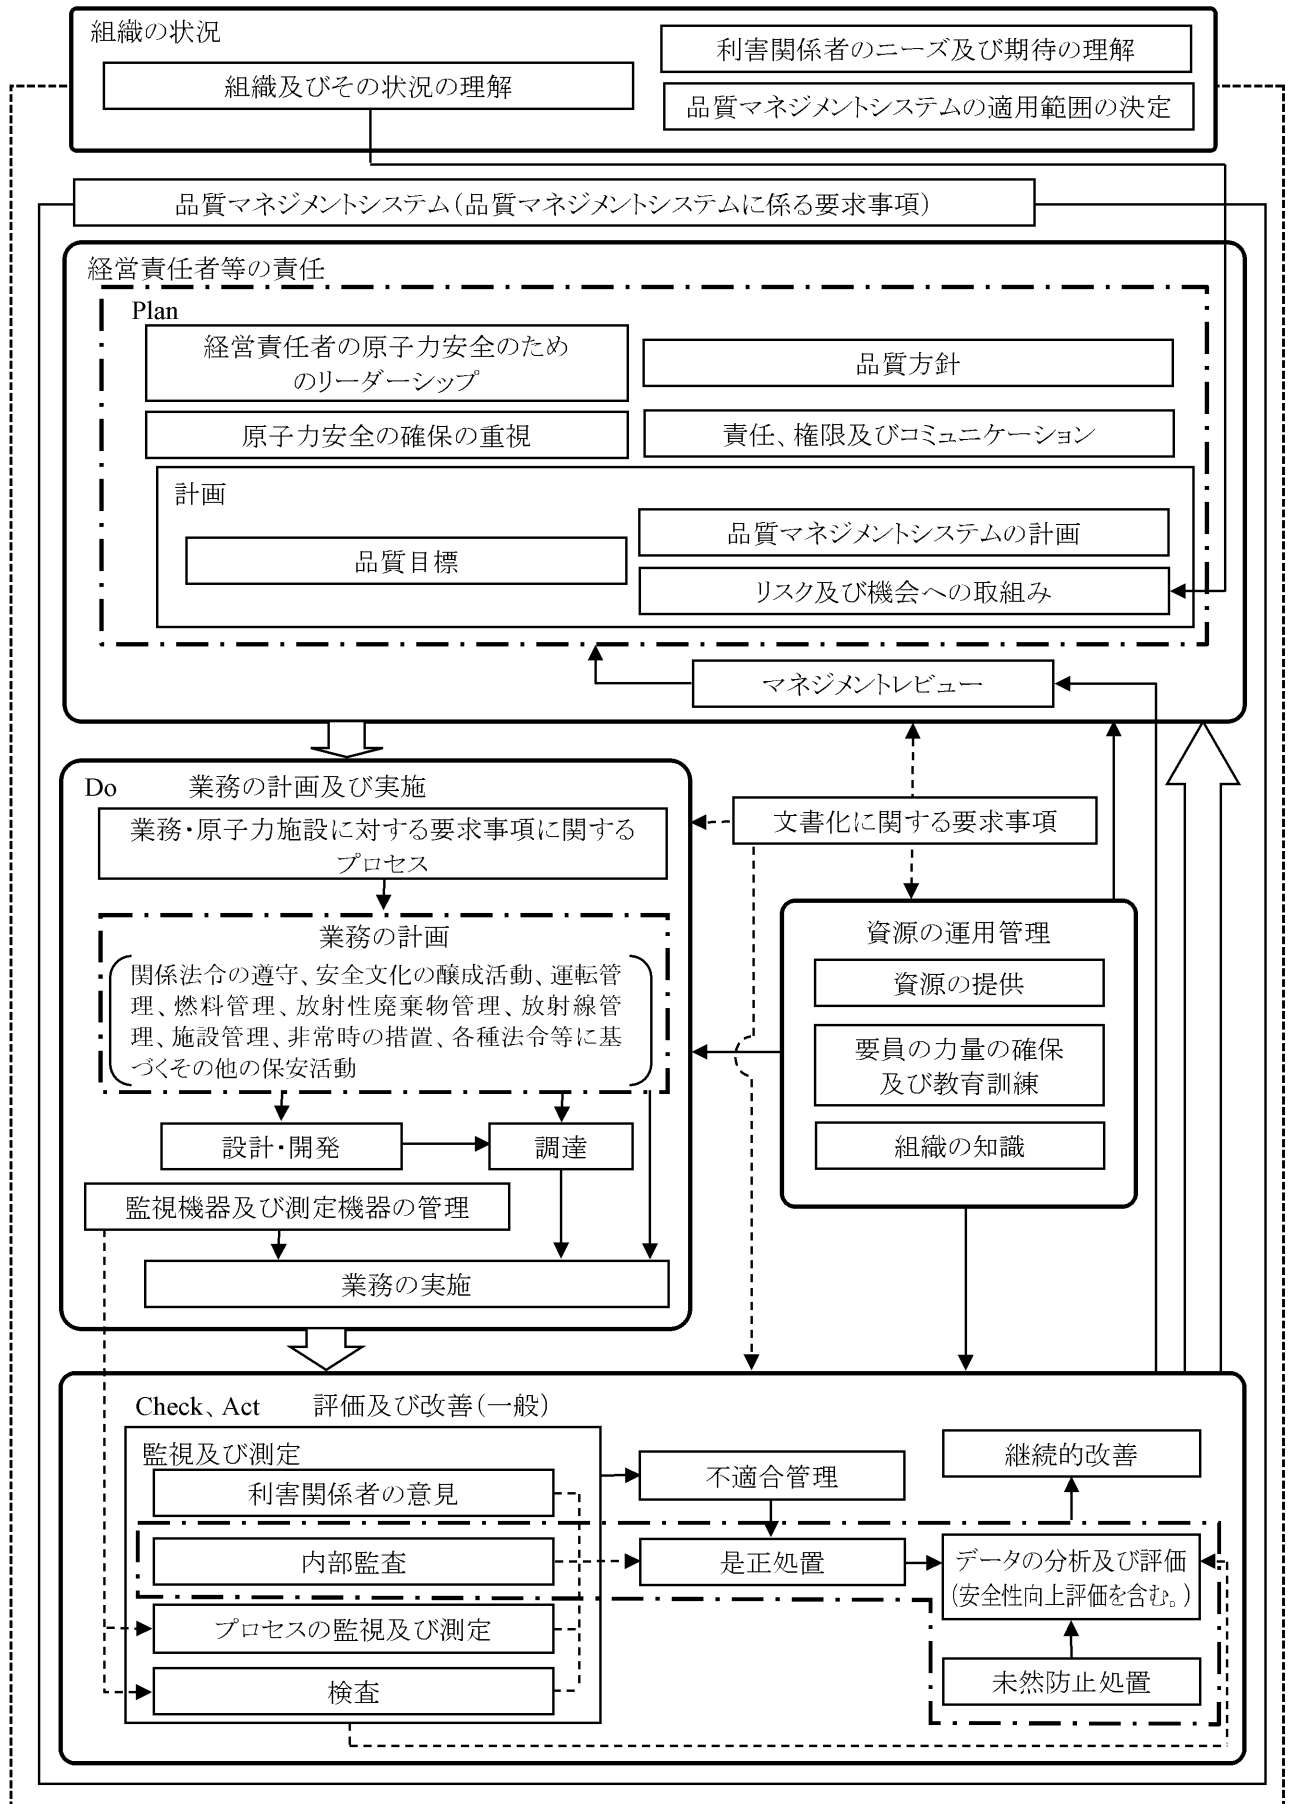 組織の状況
利害関係者のニーズ及び期待の理解
組織及びその状況の理解
品質マネジメントシステムの適用範囲の決定
品質マネジメントシステム(品質マネジメントシステムに係る要求事項)
経営責任者等の責任
Plan
経営責任者の原子力安全のため
のリーダーシップ
品質方針
原子力安全の確保の重視
責任、権限及びコミュニケーション
計画
品質マネジメントシステムの計画
品質目標
リスク及び機会への取組み
マネジメントレビュー
Do 業務の計画及び実施
業務・原子力施設に対する要求事項に関する
プロセス
文書化に関する要求事項
業務の計画
関係法令の遵守、安全文化の醸成活動、運転管
理、燃料管理、放射性廃棄物管理、放射線管
理、施設管理、非常時の措置、各種法令等に基
づくその他の保安活動
資源の運用管理
資源の提供
要員の力量の確保
及び教育訓練
組織の知識
設計・開発
調達
監視機器及び測定機器の管理
業務の実施
Check、Act 評価及び改善(一般)
監視及び測定
利害関係者の意見
不適合管理
継続的改善
内部監査
是正処置
データの分析及び評価
(安全性向上評価を含む。)
プロセスの監視及び測定
検査
未然防止処置